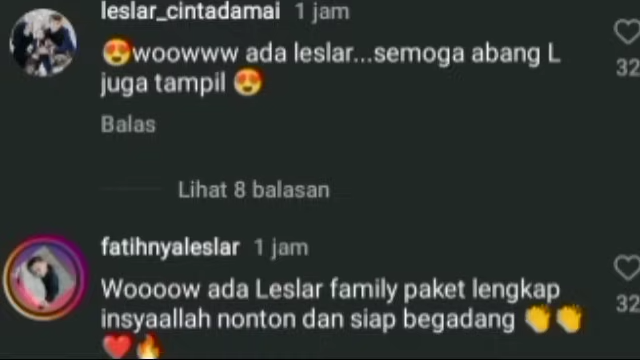 leslar_cintadamai 1 jam
😍woowww ada leslar...semoga abang L
juga tampil 😍
32
Balas
Lihat 8 balasan
fatihnyaleslar 1 jam
Woooow ada Leslar family paket lengkap
insyaallah nonton dan siap begadang 👏👏
❤️🔥
32